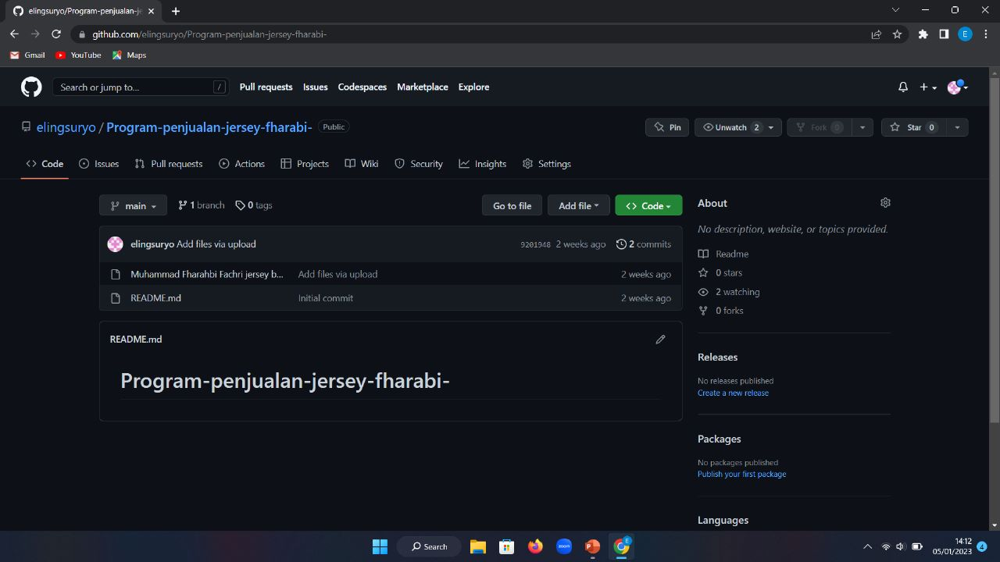 elingsuryo/Program-penjualan-je
github.com/elingsuryo/Program-penjualan-jersey-fharabi-
E
Gmail YouTube Maps
Search or jump to... / Pull requests Issues Codespaces Marketplace Explore
elingsuryo / Program-penjualan-jersey-fharabi- Public Pin Unwatch 2 Fork 0 Star 0
Code Issues Pull requests Actions Projects Wiki Security Insights Settings
main 1 branch 0 tags Go to file Add file Code
elingsuryo Add files via upload 9201948 2 weeks ago 2 commits
Muhammad Fharahbi Fachri jersey b... Add files via upload 2 weeks ago
README.md Initial commit 2 weeks ago
README.md
Program-penjualan-jersey-fharabi-
About
No description, website, or topics provided.
Readme
0 stars
2 watching
0 forks
Releases
No releases published
Create a new release
Packages
No packages published
Publish your first package
Languages
Search zoom E 14:12
05/01/2023 4